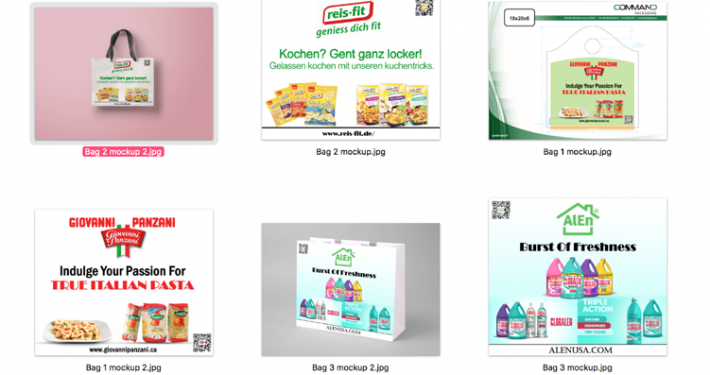 Kochen? Gent ganz locker!
Bag 2 mockup 2.jpg
reis-fit
geniess dich fit
Kochen? Gent ganz locker!
Gelassen kochen mit unseren kuchentricks.
www.reis-fit.de/
Bag 2 mockup.jpg
COMMAND
PACKAGING
16x20x6
GIOVANNI PANZANI
Indulge Your Passion For
TRUE ITALIAN PASTA
Bag 1 mockup.jpg
GIOVANNI PANZANI
Giovanni
Panzani
Indulge Your Passion For
TRUE ITALIAN PASTA
www.giovannipanzani.ca
Bag 1 mockup 2.jpg
AlEn
Burst Of Freshness
CLORALEN
ALENUSA.COM
Bag 3 mockup 2.jpg
AlEn
Burst Of Freshness
CLORALEN
TRIPLE
ACTION
ALENUSA.COM
Bag 3 mockup.jpg